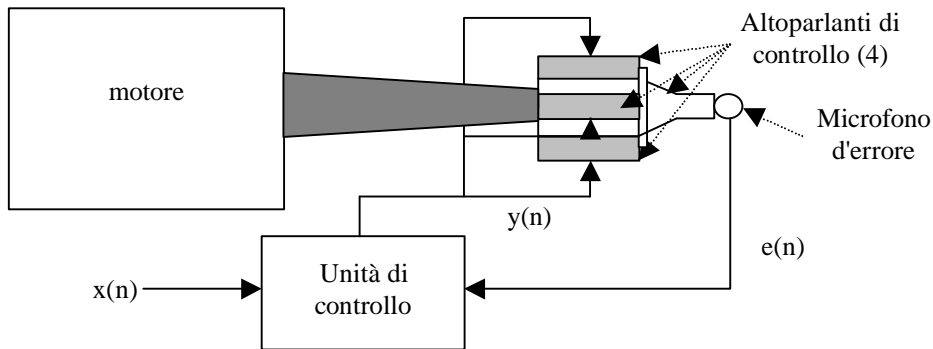 motore
Altoparlanti di
controllo (4)
Microfono
d'errore
y(n)
e(n)
x(n)
Unità di
controllo